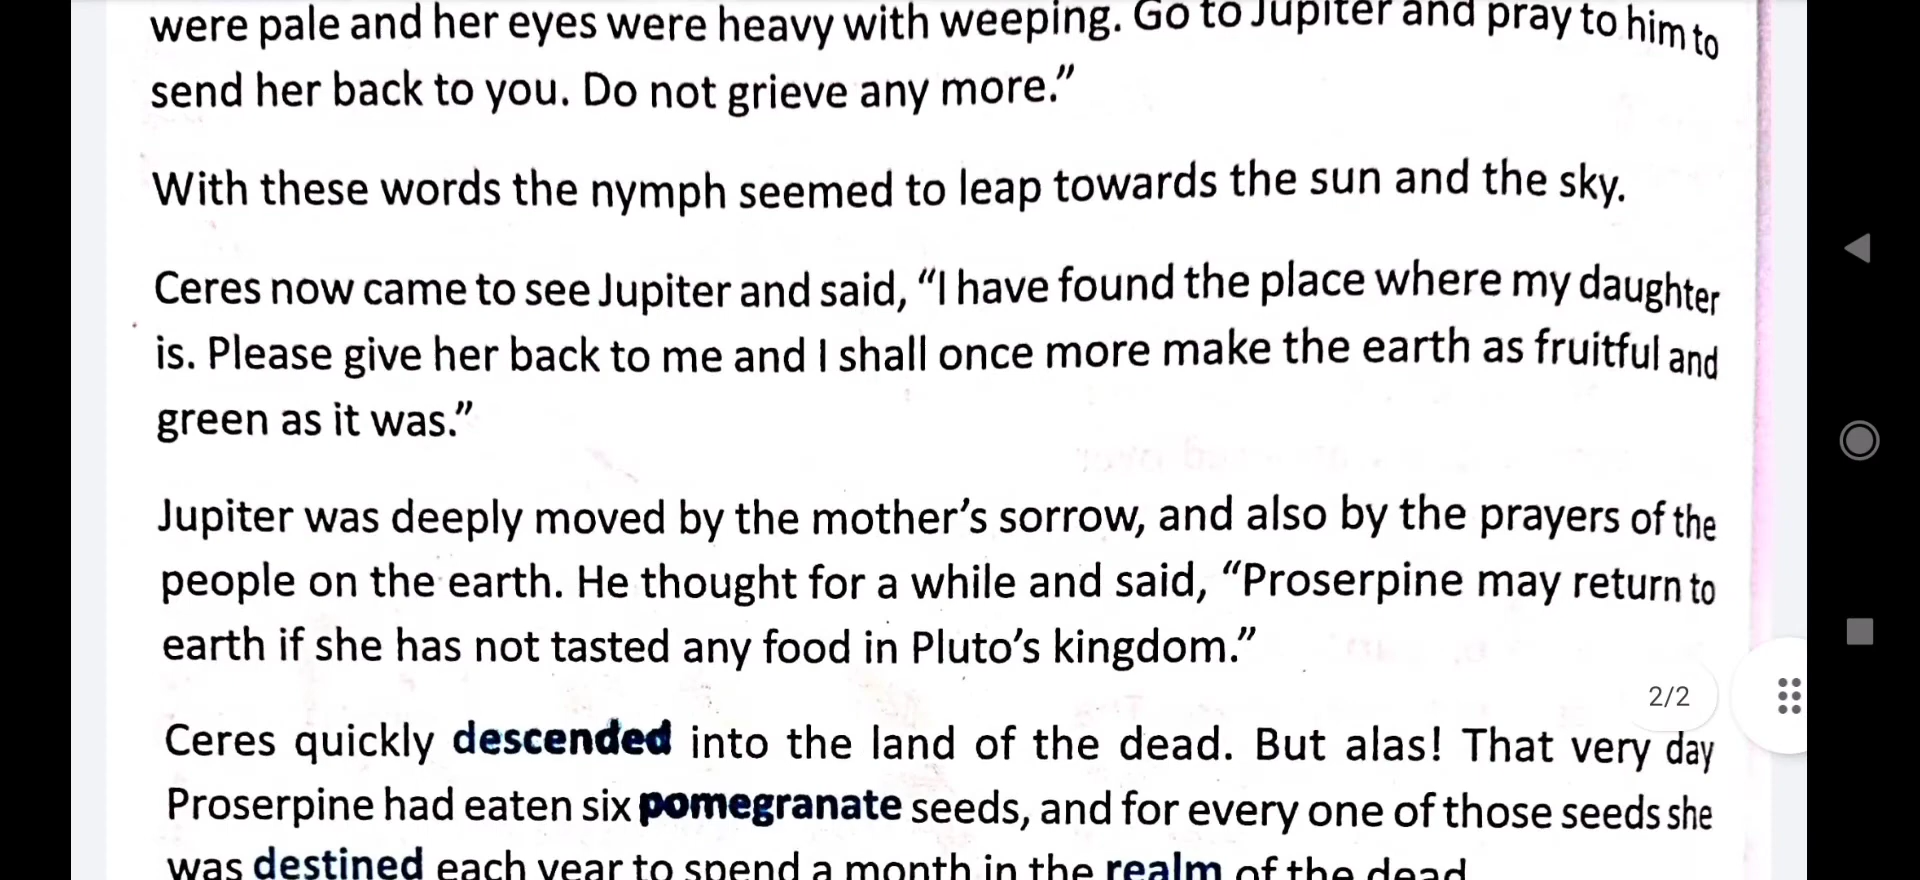 were pale and her eyes were heavy with weeping. Go to Jupiter and pray to him to
send her back to you. Do not grieve any more.”
With these words the nymph seemed to leap towards the sun and the sky.
Ceres now came to see Jupiter and said, “I have found the place where my daughter
is. Please give her back to me and I shall once more make the earth as fruitful and
green as it was.”
Jupiter was deeply moved by the mother’s sorrow, and also by the prayers of the
people on the earth. He thought for a while and said, “Proserpine may return to
earth if she has not tasted any food in Pluto’s kingdom.”
2/2
Ceres quickly descended into the land of the dead. But alas! That very day
Proserpine had eaten six pomegranate seeds, and for every one of those seeds she
was destined each year to spend a month in the realm of the dead.